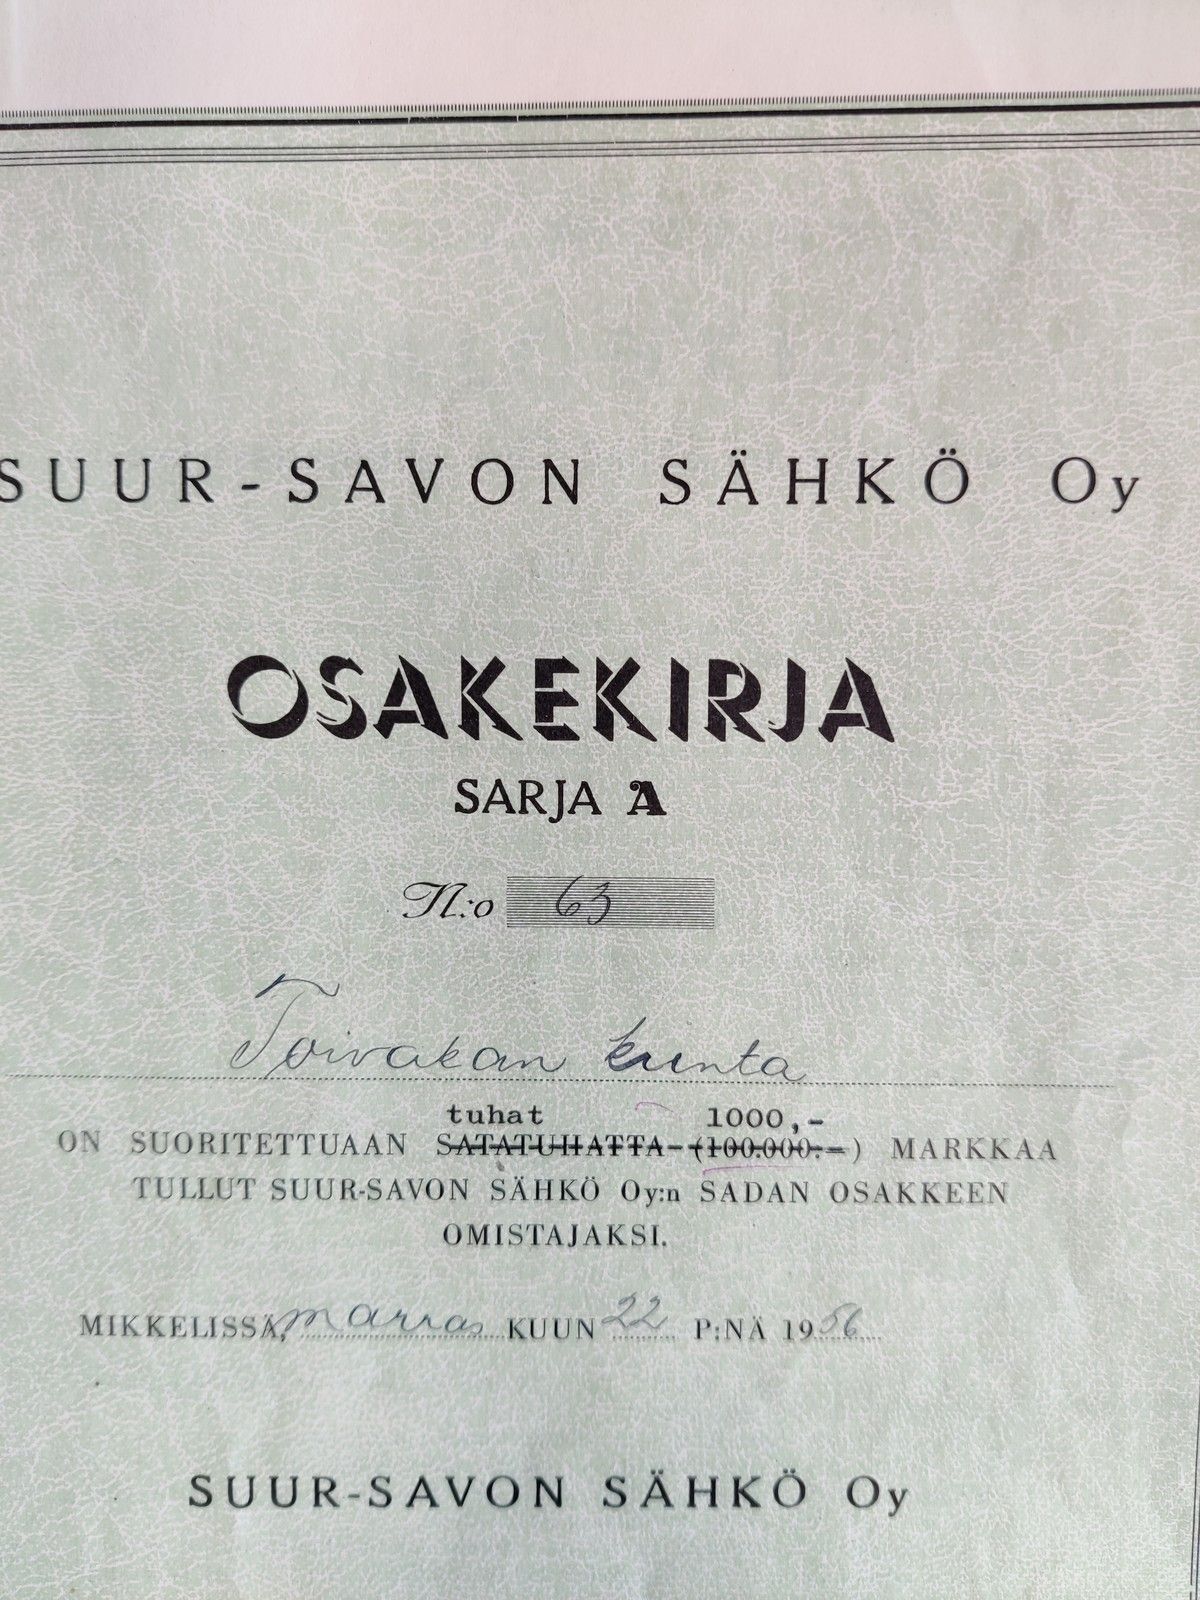 SUUR-SAVON SÄHKÖ Oy
OSAKEKIRJA
SARJA A
N:o 63
Toivakan kunta
tuhat 1000,-
ON SUORITETTUAAN SATATUHATTA- (100.000:-) MARKKAA
TULLUT SUUR-SAVON SÄHKÖ Oy:n SADAN OSAKKEEN
OMISTAJAKSI.
MIKKELISSÄ, marras KUUN 22 P:NÄ 1956
SUUR-SAVON SÄHKÖ Oy